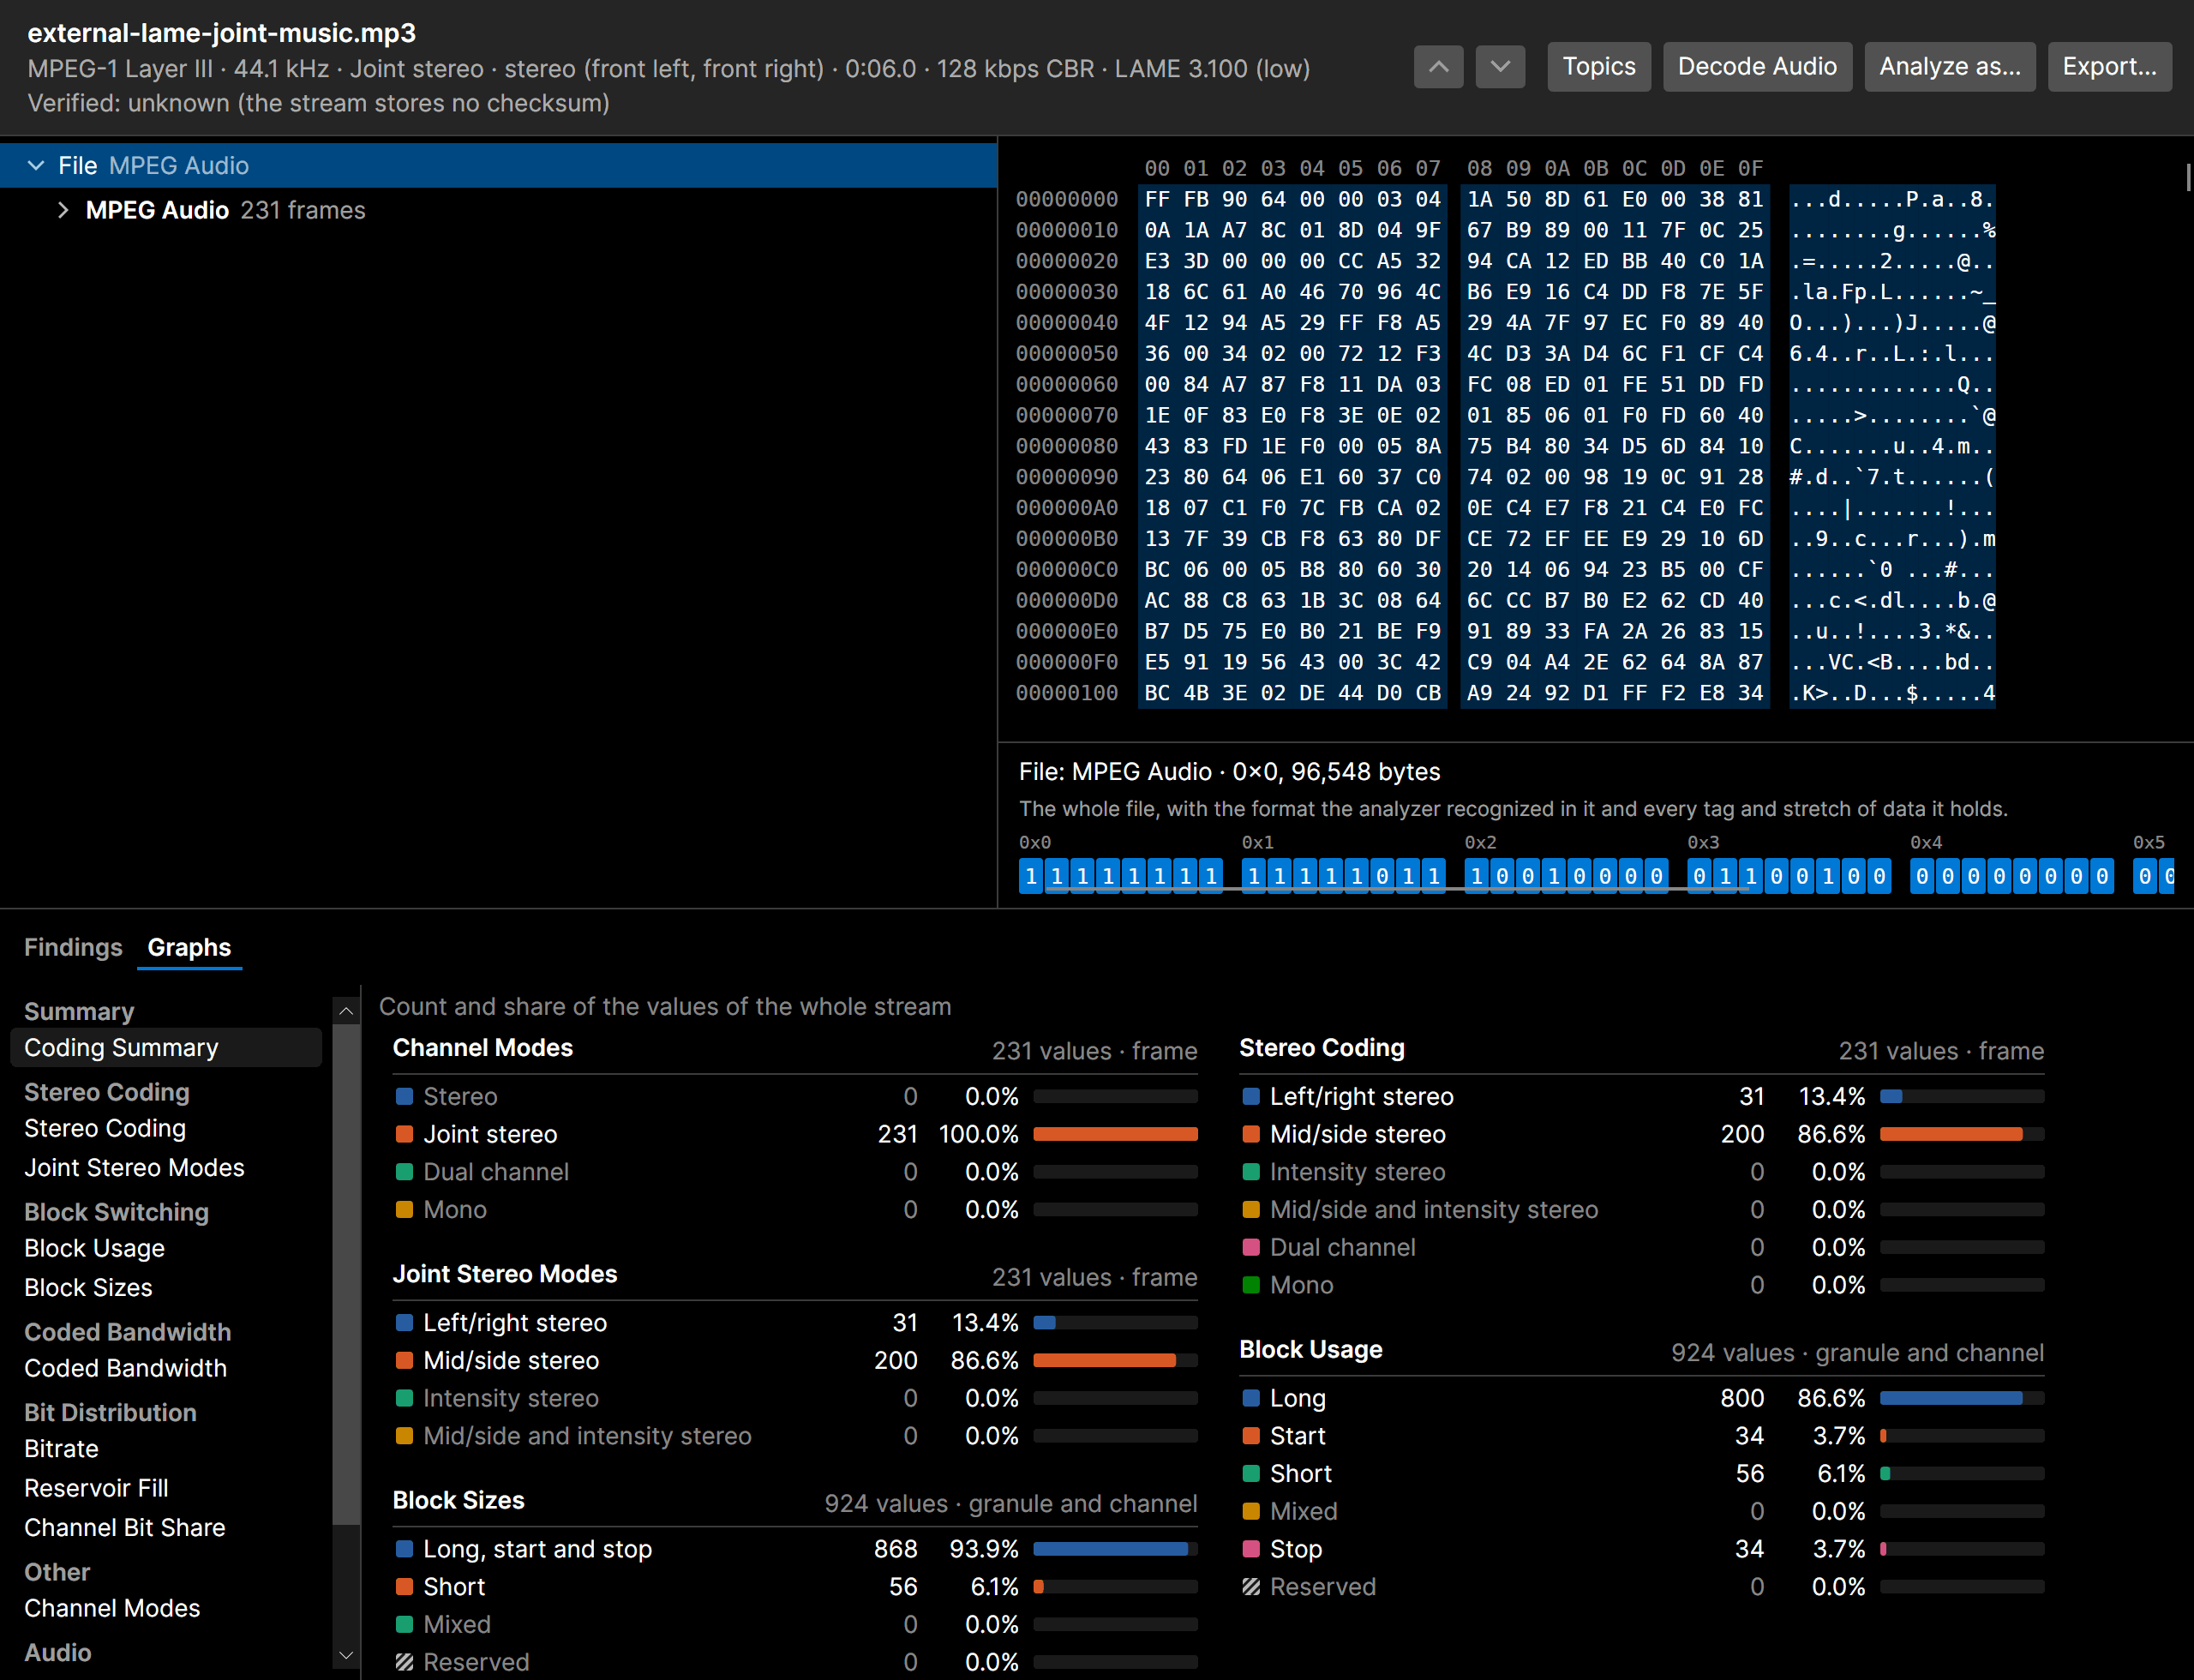 external-lame-joint-music.mp3
MPEG-1 Layer III · 44.1 kHz · Joint stereo · stereo (front left, front right) · 0:06.0 · 128 kbps CBR · LAME 3.100 (low)
Verified: unknown (the stream stores no checksum)
Topics
Decode Audio
Analyze as...
Export...
File MPEG Audio
MPEG Audio 231 frames
00 01 02 03 04 05 06 07 08 09 0A 0B 0C 0D 0E 0F
00000000 FF FB 90 64 00 00 03 04 1A 50 8D 61 E0 00 38 81 ...d.....P.a..8.
00000010 0A 1A A7 8C 01 8D 04 9F 67 B9 89 00 11 7F 0C 25 ........g......%
00000020 E3 3D 00 00 00 CC A5 32 94 CA 12 ED BB 40 C0 1A .=.....2.....@..
00000030 18 6C 61 A0 46 70 96 4C B6 E9 16 C4 DD F8 7E 5F .la.Fp.L......~_
00000040 4F 12 94 A5 29 FF F8 A5 29 4A 7F 97 EC F0 89 40 O...)...)J.....@
00000050 36 00 34 02 00 72 12 F3 4C D3 3A D4 6C F1 CF C4 6.4..r..L.:.l...
00000060 00 84 A7 87 F8 11 DA 03 FC 08 ED 01 FE 51 DD FD .............Q..
00000070 1E 0F 83 E0 F8 3E 0E 02 01 85 06 01 F0 FD 60 40 .....>........`@
00000080 43 83 FD 1E F0 00 05 8A 75 B4 80 34 D5 6D 84 10 C.......u..4.m..
00000090 23 80 64 06 E1 60 37 C0 74 02 00 98 19 0C 91 28 #.d..`7.t......(
000000A0 18 07 C1 F0 7C FB CA 02 0E C4 E7 F8 21 C4 E0 FC ....|.......!...
000000B0 13 7F 39 CB F8 63 80 DF CE 72 EF EE E9 29 10 6D ..9..c...r...).m
000000C0 BC 06 00 05 B8 80 60 30 20 14 06 94 23 B5 00 CF ......`0 ...#...
000000D0 AC 88 C8 63 1B 3C 08 64 6C CC B7 B0 E2 62 CD 40 ...c.<.dl....b.@
000000E0 B7 D5 75 E0 B0 21 BE F9 91 89 33 FA 2A 26 83 15 ..u..!....3.*&..
000000F0 E5 91 19 56 43 00 3C 42 C9 04 A4 2E 62 64 8A 87 ...VC.<B....bd..
00000100 BC 4B 3E 02 DE 44 D0 CB A9 24 92 D1 FF F2 E8 34 .K>..D...$.....4
File: MPEG Audio · 0×0, 96,548 bytes
The whole file, with the format the analyzer recognized in it and every tag and stretch of data it holds.
0x0 0x1 0x2 0x3 0x4 0x5
1 1 1 1 1 1 1 1 1 1 1 1 1 0 1 1 1 0 0 1 0 0 0 0 0 1 1 0 0 1 0 0 0 0 0 0 0 0 0 0 0 0
Findings
Graphs
Summary
Coding Summary
Stereo Coding
Stereo Coding
Joint Stereo Modes
Block Switching
Block Usage
Block Sizes
Coded Bandwidth
Coded Bandwidth
Bit Distribution
Bitrate
Reservoir Fill
Channel Bit Share
Other
Channel Modes
Audio
Count and share of the values of the whole stream
Channel Modes 231 values · frame
Stereo 0 0.0%
Joint stereo 231 100.0%
Dual channel 0 0.0%
Mono 0 0.0%
Joint Stereo Modes 231 values · frame
Left/right stereo 31 13.4%
Mid/side stereo 200 86.6%
Intensity stereo 0 0.0%
Mid/side and intensity stereo 0 0.0%
Block Sizes 924 values · granule and channel
Long, start and stop 868 93.9%
Short 56 6.1%
Mixed 0 0.0%
Reserved 0 0.0%
Stereo Coding 231 values · frame
Left/right stereo 31 13.4%
Mid/side stereo 200 86.6%
Intensity stereo 0 0.0%
Mid/side and intensity stereo 0 0.0%
Dual channel 0 0.0%
Mono 0 0.0%
Block Usage 924 values · granule and channel
Long 800 86.6%
Start 34 3.7%
Short 56 6.1%
Mixed 0 0.0%
Stop 34 3.7%
Reserved 0 0.0%